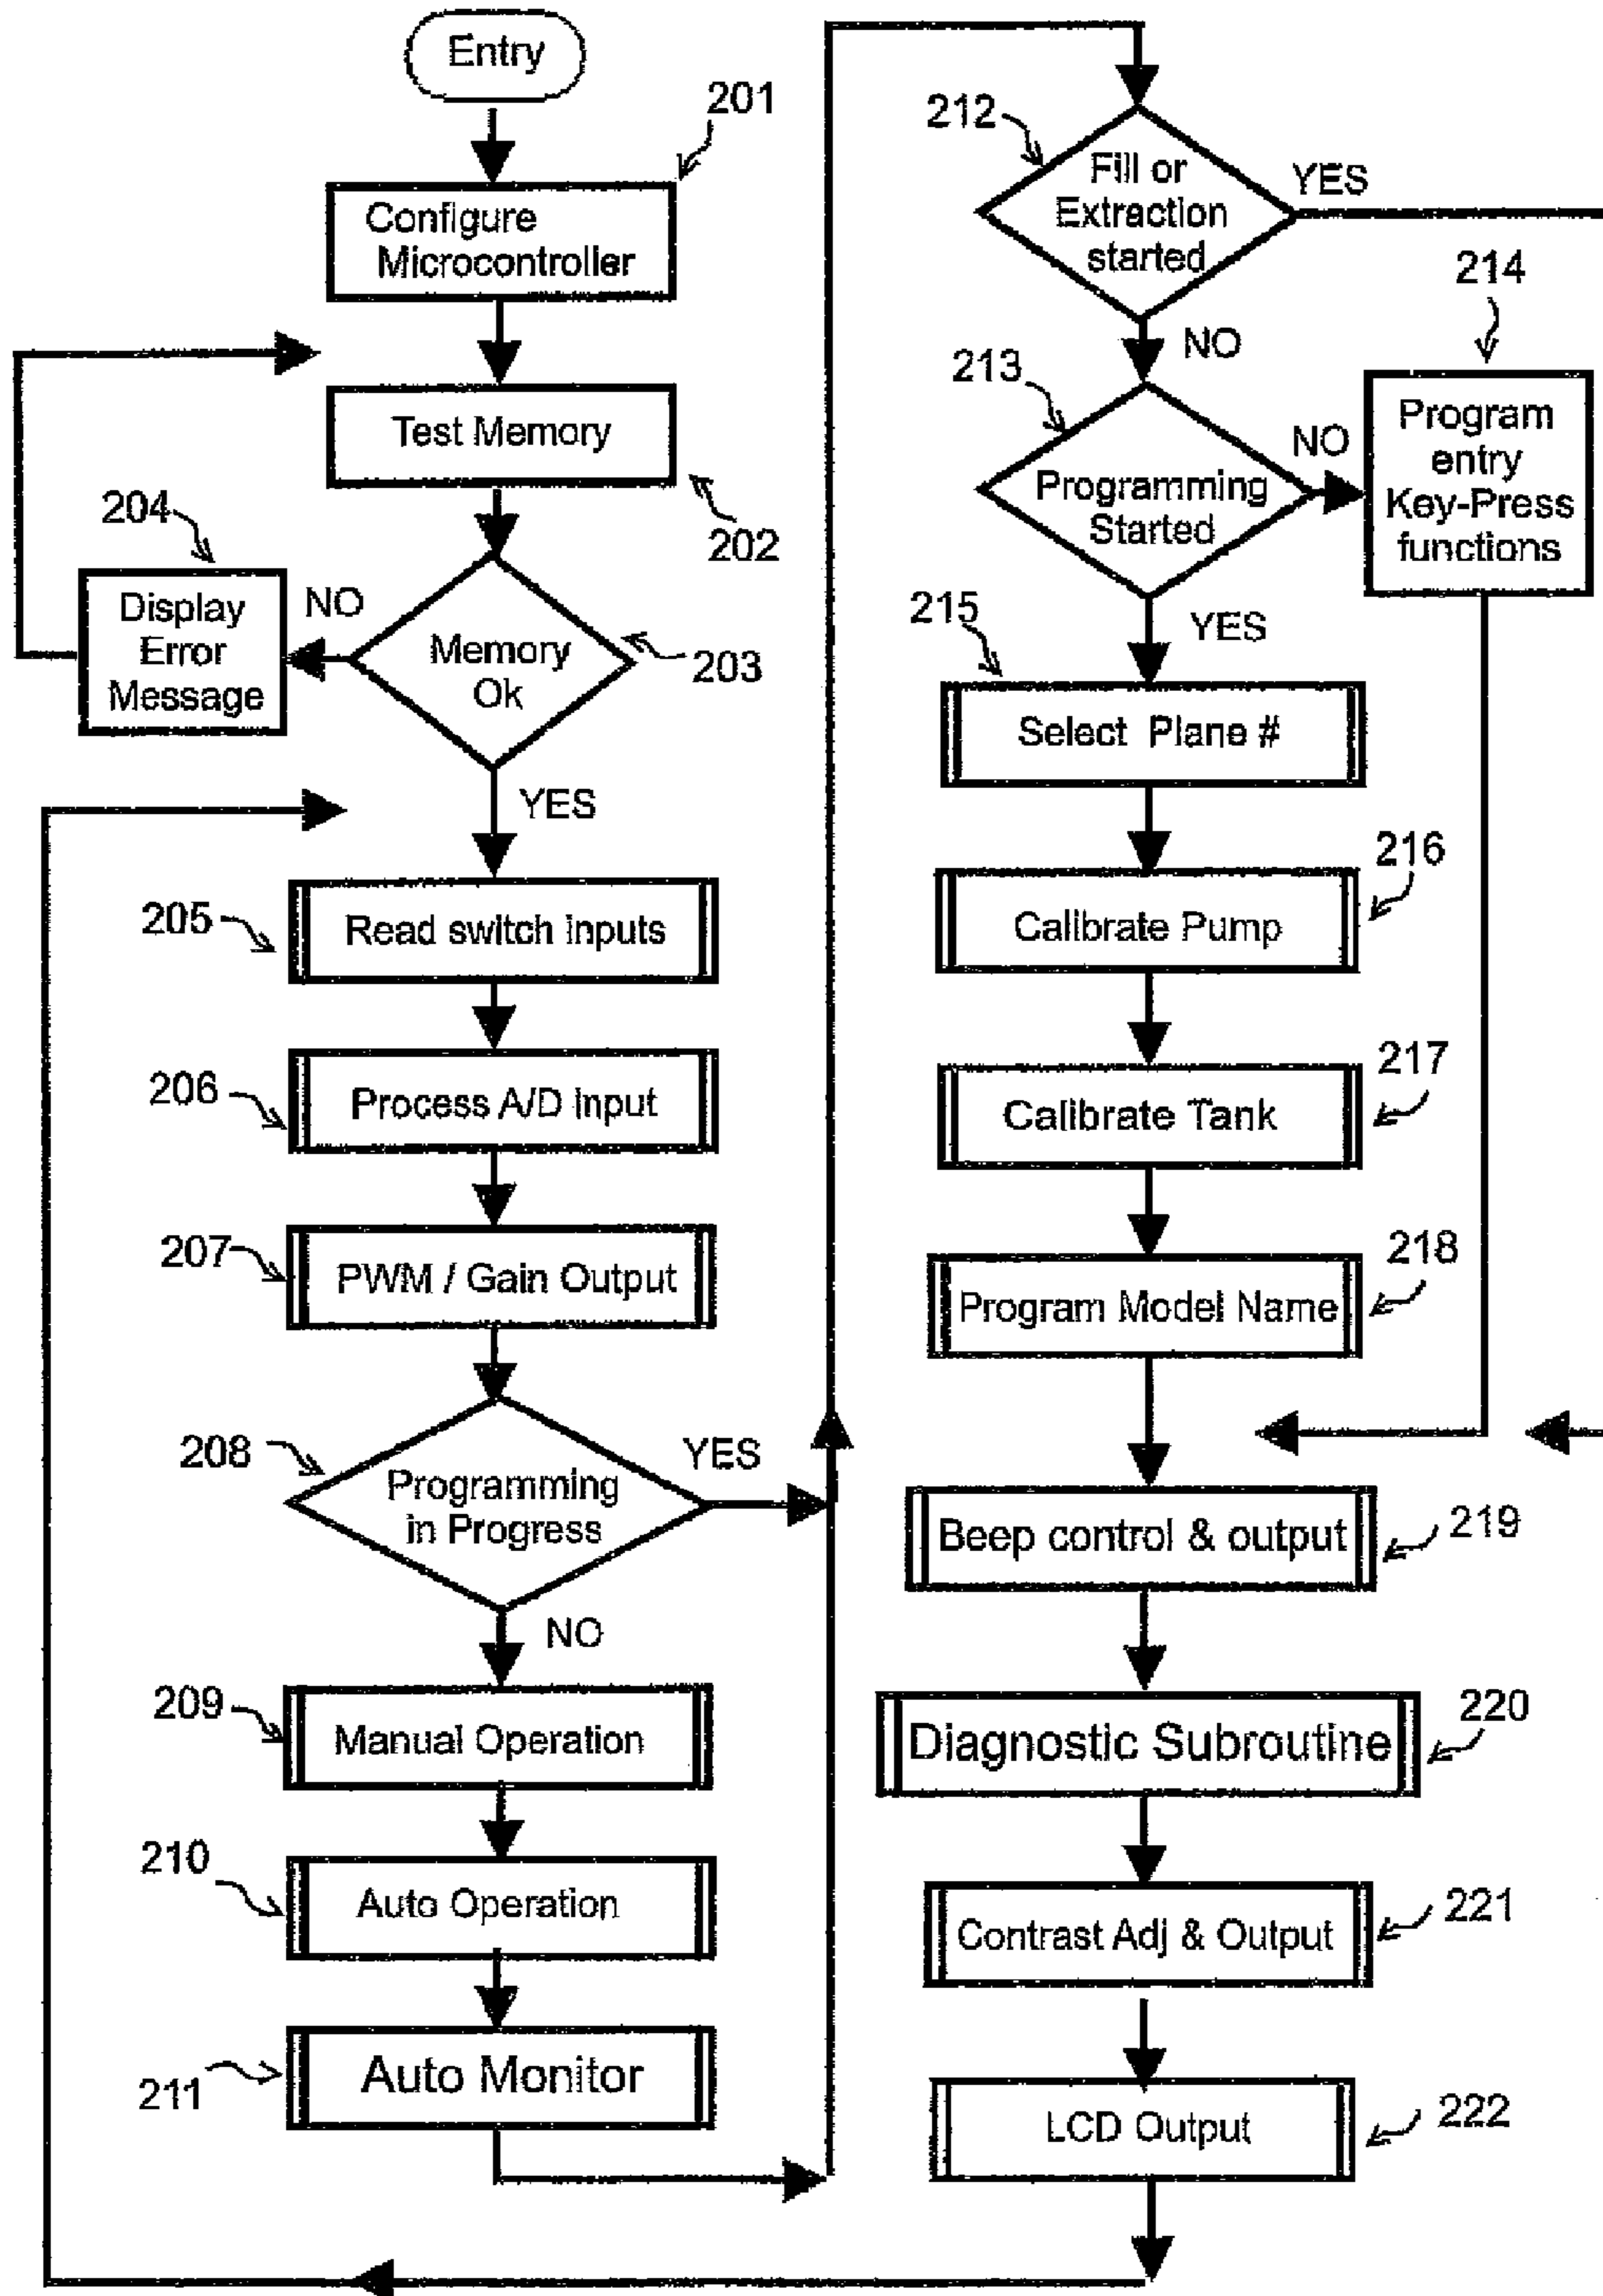 Entry
201
Configure
Microcontroller
Test Memory
202
204
Display
Error
Message
NO
Memory
Ok
203
YES
205
Read switch inputs
206
Process A/D Input
207
PWM / Gain Output
208
Programming
in Progress
YES
NO
209
Manual Operation
210
Auto Operation
211
Auto Monitor
212
Fill or
Extraction
started
YES
NO
213
Programming
Started
NO
214
Program
entry
Key-Press
functions
YES
215
Select Plane #
216
Calibrate Pump
217
Calibrate Tank
218
Program Model Name
219
Beep control & output
220
Diagnostic Subroutine
221
Contrast Adj & Output
222
LCD Output